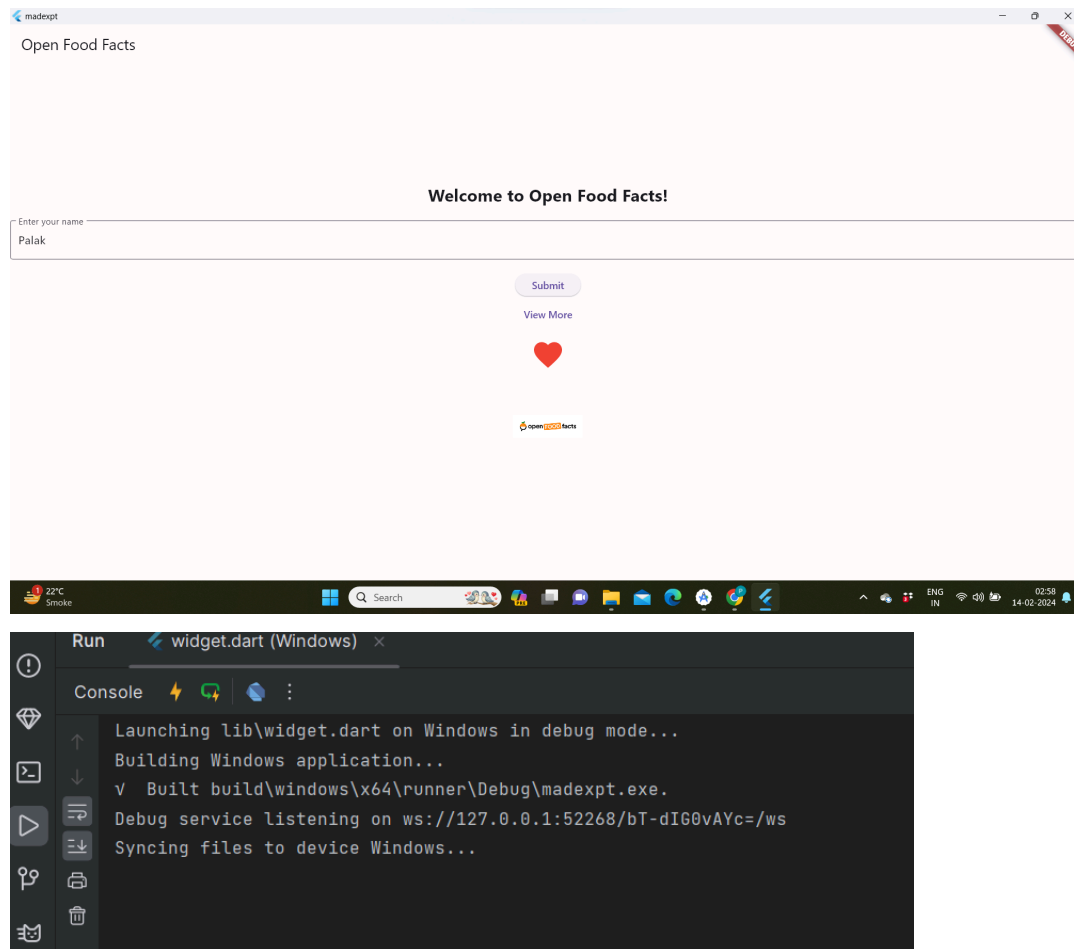 madexpt
Open Food Facts
DEBUG
Welcome to Open Food Facts!
Enter your name
Palak
Submit
View More
open FOOD facts
1
22°C
Smoke
Search
ENG
IN
02:58
14-02-2024
Run widget.dart (Windows)
Console
Launching lib\widget.dart on Windows in debug mode...
Building Windows application...
√ Built build\windows\x64\runner\Debug\madexpt.exe.
Debug service listening on ws://127.0.0.1:52268/bT-dIG0vAYc=/ws
Syncing files to device Windows...